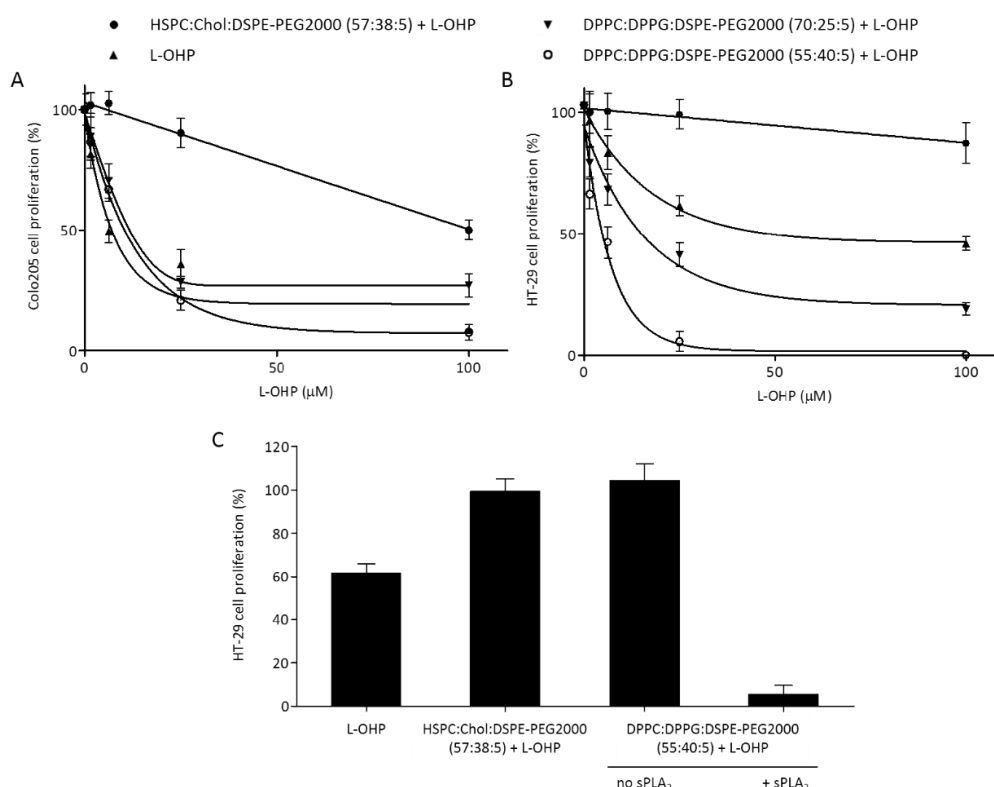 HSPC:Chol:DSPE-PEG2000 (57:38:5) + L-OHP
DPPC:DPPG:DSPE-PEG2000 (70:25:5) + L-OHP
L-OHP
DPPC:DPPG:DSPE-PEG2000 (55:40:5) + L-OHP
A
100
50
0
Colo205 cell proliferation (%)
0
50
100
L-OHP (μM)
B
100
50
0
HT-29 cell proliferation (%)
0
50
100
L-OHP (μM)
C
120
100
80
60
40
20
0
HT-29 cell proliferation (%)
L-OHP
HSPC:Chol:DSPE-PEG2000
(57:38:5) + L-OHP
DPPC:DPPG:DSPE-PEG2000
(55:40:5) + L-OHP
no sPLA₂
+ sPLA₂